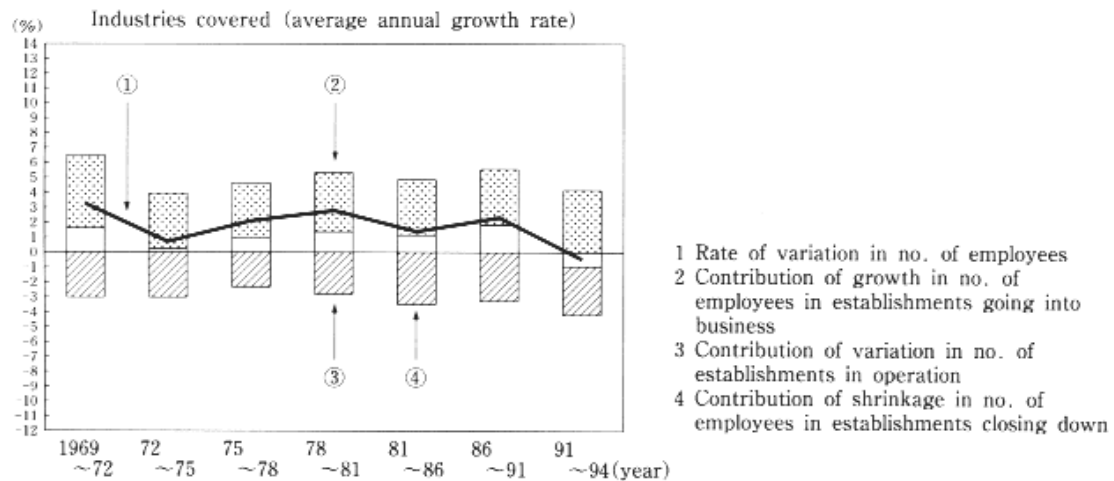 Industries covered (average annual growth rate)
(%)
14
13
12
11
10
9
8
7
6
5
4
3
2
1
0
1
-2
-3
-4
-5
-6
-7
-8
-9
-10
-11
-12
①
②
③
④
1969 72 75 78 81 86 91
~72 ~75 ~78 ~81 ~86 ~91 ~94(year)
1 Rate of variation in no. of employees
2 Contribution of growth in no. of
employees in establishments going into
business
3 Contribution of variation in no. of
establishments in operation
4 Contribution of shrinkage in no. of
employees in establishments closing down